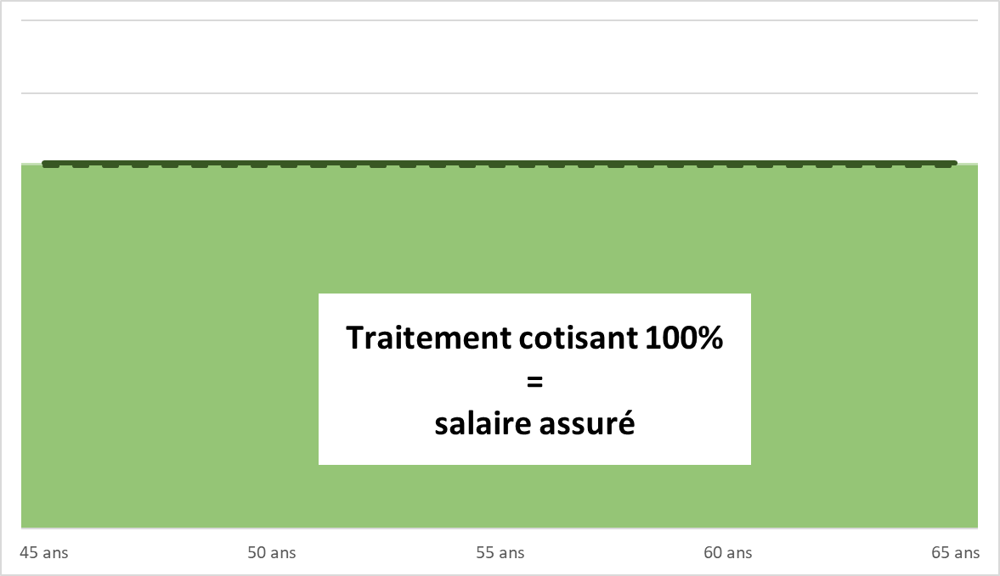 Traitement cotisant 100%
=
salaire assuré
45 ans
50 ans
55 ans
60 ans
65 ans